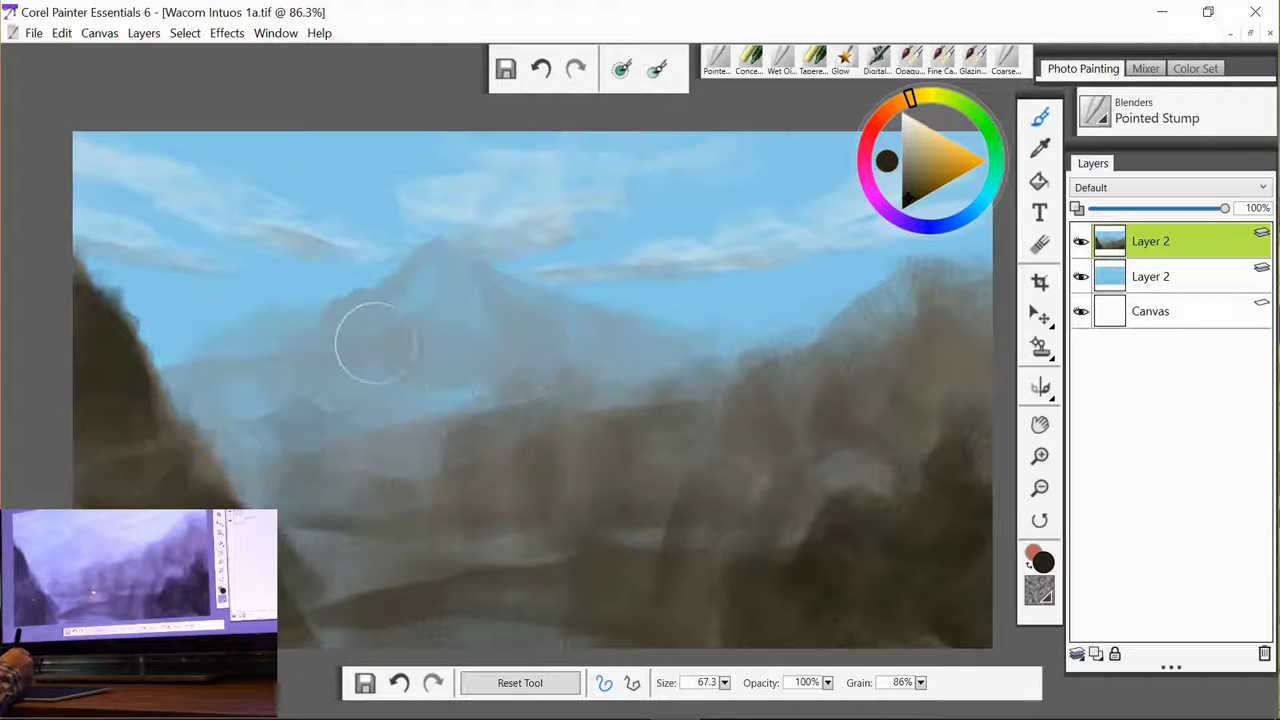 Corel Painter Essentials 6 - [Wacom Intuos 1a.tif @ 86.3%]
File Edit Canvas Layers Select Effects Window Help
Pointe... Conce... Wet Oi... Tapere... Glow Digital... Opaqu... Fine Ca... Glazin... Coarse...
Photo Painting Mixer Color Set
Blenders
Pointed Stump
Layers
Default
100%
Layer 2
Layer 2
Canvas
T
Reset Tool Size: 67.3 Opacity: 100% Grain: 86%